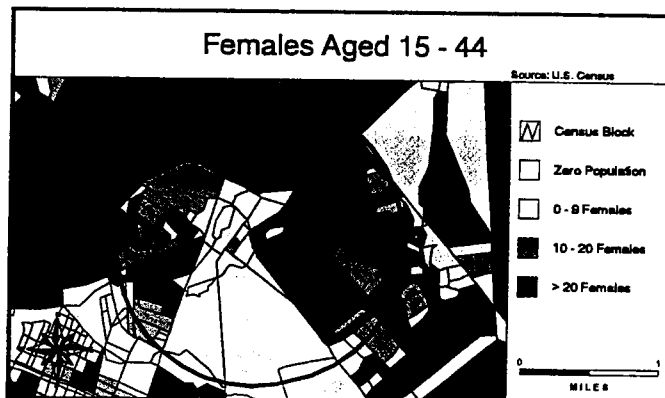 Females Aged 15 - 44
Source: U.S. Census
Census Block
Zero Population
0 - 9 Females
10 - 20 Females
> 20 Females
0 1
MILES